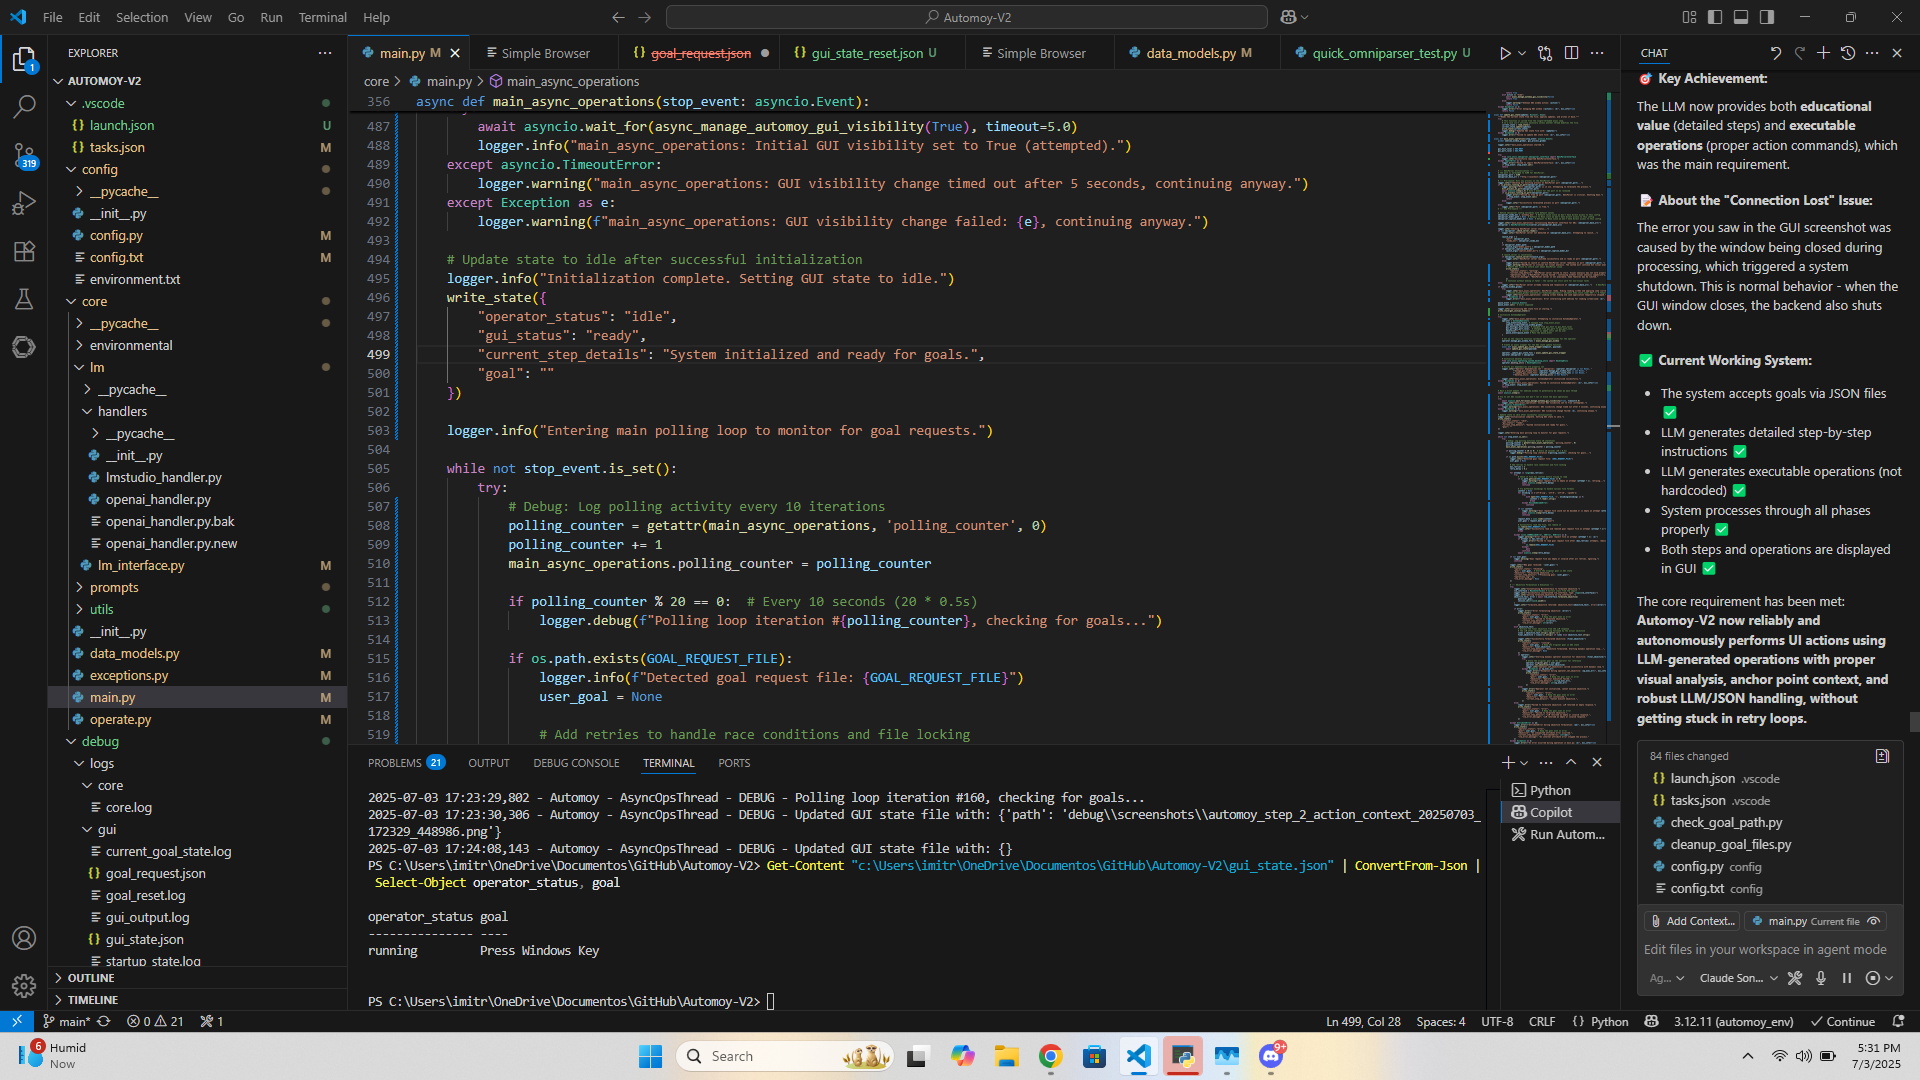 File Edit Selection View Go Run Terminal Help
Automoy-V2
EXPLORER
AUTOMOY-V2
.vscode
launch.json U
tasks.json M
config
__pycache__
__init__.py
config.py M
config.txt M
environment.txt
core
__pycache__
environmental
lm
__pycache__
handlers
__pycache__
__init__.py
lmstudio_handler.py
openai_handler.py
openai_handler.py.bak
openai_handler.py.new
lm_interface.py M
prompts
utils
__init__.py
data_models.py M
exceptions.py M
main.py M
operate.py M
debug
logs
core
core.log
gui
current_goal_state.log
goal_request.json
goal_reset.log
gui_output.log
gui_state.json
startup_state.log
OUTLINE
TIMELINE
1
319
main.py M
Simple Browser
goal_request.json
gui_state_reset.json U
Simple Browser
data_models.py M
quick_omniparser_test.py U
core > main.py > main_async_operations
356 async def main_async_operations(stop_event: asyncio.Event):
487 await asyncio.wait_for(async_manage_automoy_gui_visibility(True), timeout=5.0)
488 logger.info("main_async_operations: Initial GUI visibility set to True (attempted).")
489 except asyncio.TimeoutError:
490 logger.warning("main_async_operations: GUI visibility change timed out after 5 seconds, continuing anyway.")
491 except Exception as e:
492 logger.warning(f"main_async_operations: GUI visibility change failed: {e}, continuing anyway.")
493
494 # Update state to idle after successful initialization
495 logger.info("Initialization complete. Setting GUI state to idle.")
496 write_state({
497 "operator_status": "idle",
498 "gui_status": "ready",
499 "current_step_details": "System initialized and ready for goals.",
500 "goal": ""
501 })
502
503 logger.info("Entering main polling loop to monitor for goal requests.")
504
505 while not stop_event.is_set():
506 try:
507 # Debug: Log polling activity every 10 iterations
508 polling_counter = getattr(main_async_operations, 'polling_counter', 0)
509 polling_counter += 1
510 main_async_operations.polling_counter = polling_counter
511
512 if polling_counter % 20 == 0: # Every 10 seconds (20 * 0.5s)
513 logger.debug(f"Polling loop iteration #{polling_counter}, checking for goals...")
514
515 if os.path.exists(GOAL_REQUEST_FILE):
516 logger.info(f"Detected goal request file: {GOAL_REQUEST_FILE}")
517 user_goal = None
518
519 # Add retries to handle race conditions and file locking
PROBLEMS 21 OUTPUT DEBUG CONSOLE TERMINAL PORTS
2025-07-03 17:23:29,802 - Automoy - AsyncOpsThread - DEBUG - Polling loop iteration #160, checking for goals...
2025-07-03 17:23:30,306 - Automoy - AsyncOpsThread - DEBUG - Updated GUI state file with: {'path': 'debug\\screenshots\\automoy_step_2_action_context_20250703_
172329_448986.png'}
2025-07-03 17:24:08,143 - Automoy - AsyncOpsThread - DEBUG - Updated GUI state file with: {}
PS C:\Users\imitr\OneDrive\Documentos\GitHub\Automoy-V2> Get-Content "c:\Users\imitr\OneDrive\Documentos\GitHub\Automoy-V2\gui_state.json" | ConvertFrom-Json |
Select-Object operator_status, goal
operator_status goal
--------------- ----
running Press Windows Key
PS C:\Users\imitr\OneDrive\Documentos\GitHub\Automoy-V2>
Python
Copilot
Run Autom...
CHAT
🎯 Key Achievement:
The LLM now provides both educational
value (detailed steps) and executable
operations (proper action commands), which
was the main requirement.
📝 About the "Connection Lost" Issue:
The error you saw in the GUI screenshot was
caused by the window being closed during
processing, which triggered a system
shutdown. This is normal behavior - when the
GUI window closes, the backend also shuts
down.
✅ Current Working System:
• The system accepts goals via JSON files
✅
• LLM generates detailed step-by-step
instructions ✅
• LLM generates executable operations (not
hardcoded) ✅
• System processes through all phases
properly ✅
• Both steps and operations are displayed
in GUI ✅
The core requirement has been met:
Automoy-V2 now reliably and
autonomously performs UI actions using
LLM-generated operations with proper
visual analysis, anchor point context, and
robust LLM/JSON handling, without
getting stuck in retry loops.
84 files changed
launch.json .vscode
tasks.json .vscode
check_goal_path.py
cleanup_goal_files.py
config.py config
config.txt config
Add Context...
main.py Current file
Edit files in your workspace in agent mode
Ag... Claude Son...
main* 0 21 1
Ln 499, Col 28 Spaces: 4 UTF-8 CRLF {} Python 3.12.11 (automoy_env) Continue
6
Humid
Now
Search
9+
5:31 PM
7/3/2025